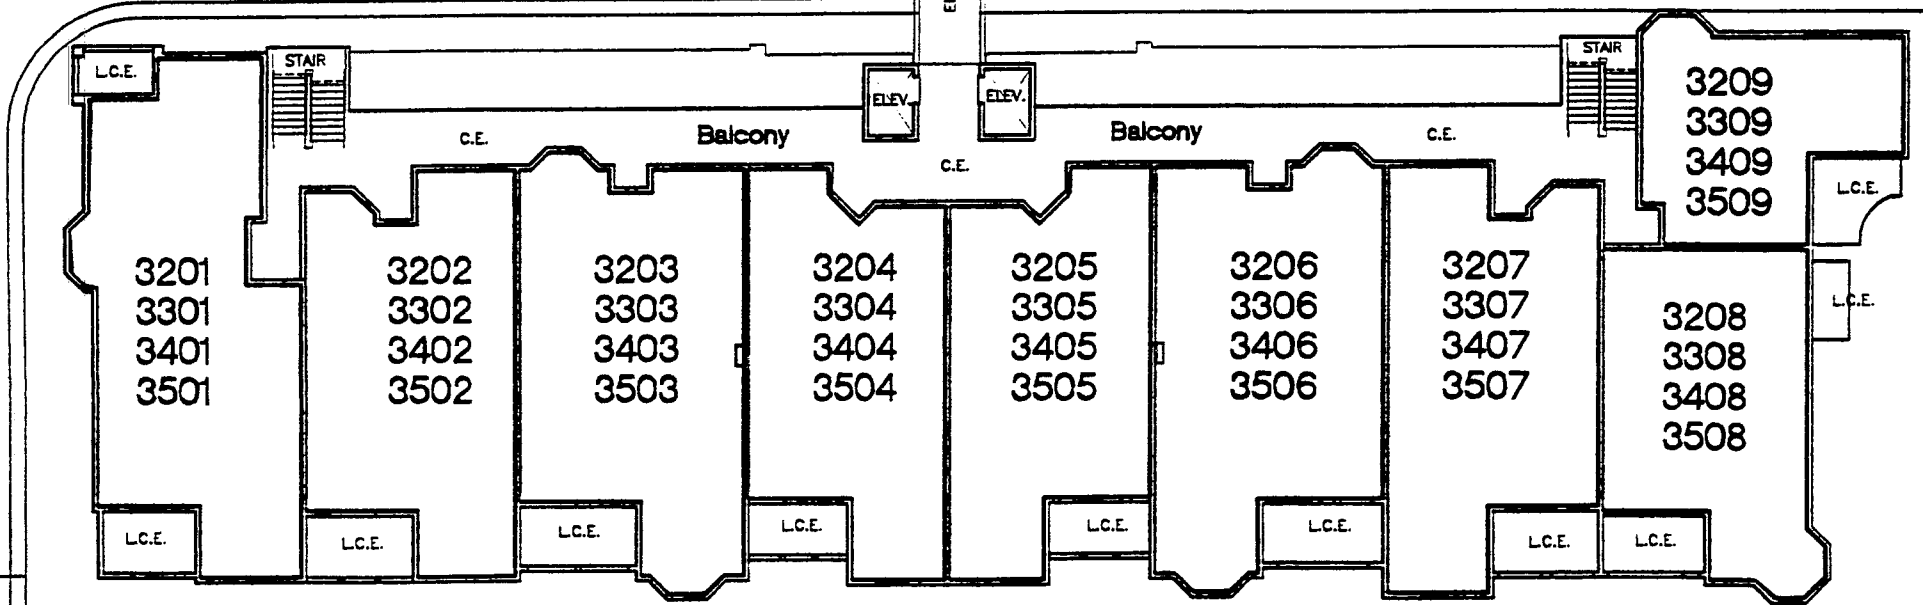 L.C.E.
STAIR
ELEV.
ELEV.
STAIR
C.E.
Balcony
C.E.
Balcony
C.E.
3209
3309
3409
3509
L.C.E.
L.C.E.
3201
3301
3401
3501
3202
3302
3402
3502
3203
3303
3403
3503
3204
3304
3404
3504
3205
3305
3405
3505
3206
3306
3406
3506
3207
3307
3407
3507
3208
3308
3408
3508
L.C.E.
L.C.E.
L.C.E.
L.C.E.
L.C.E.
L.C.E.
L.C.E.
L.C.E.